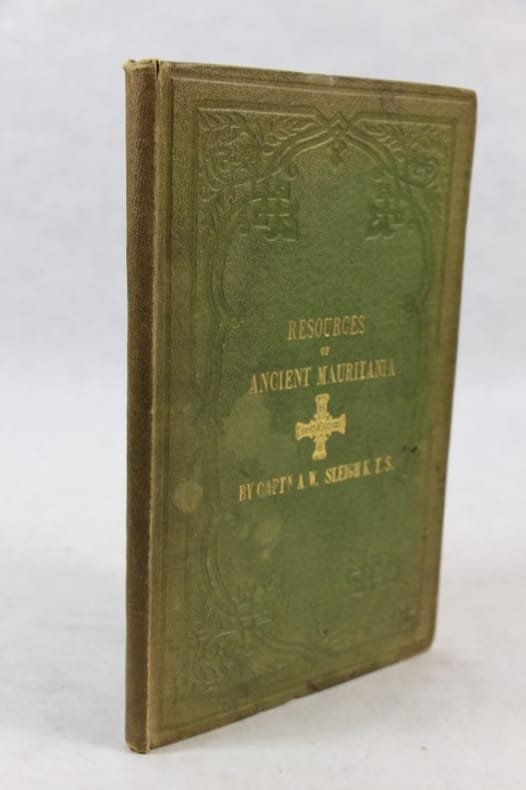 RESOURCES
OF
ANCIENT MAURITANIA
BY CAPTN A. W. SLEIGH K. T. S.